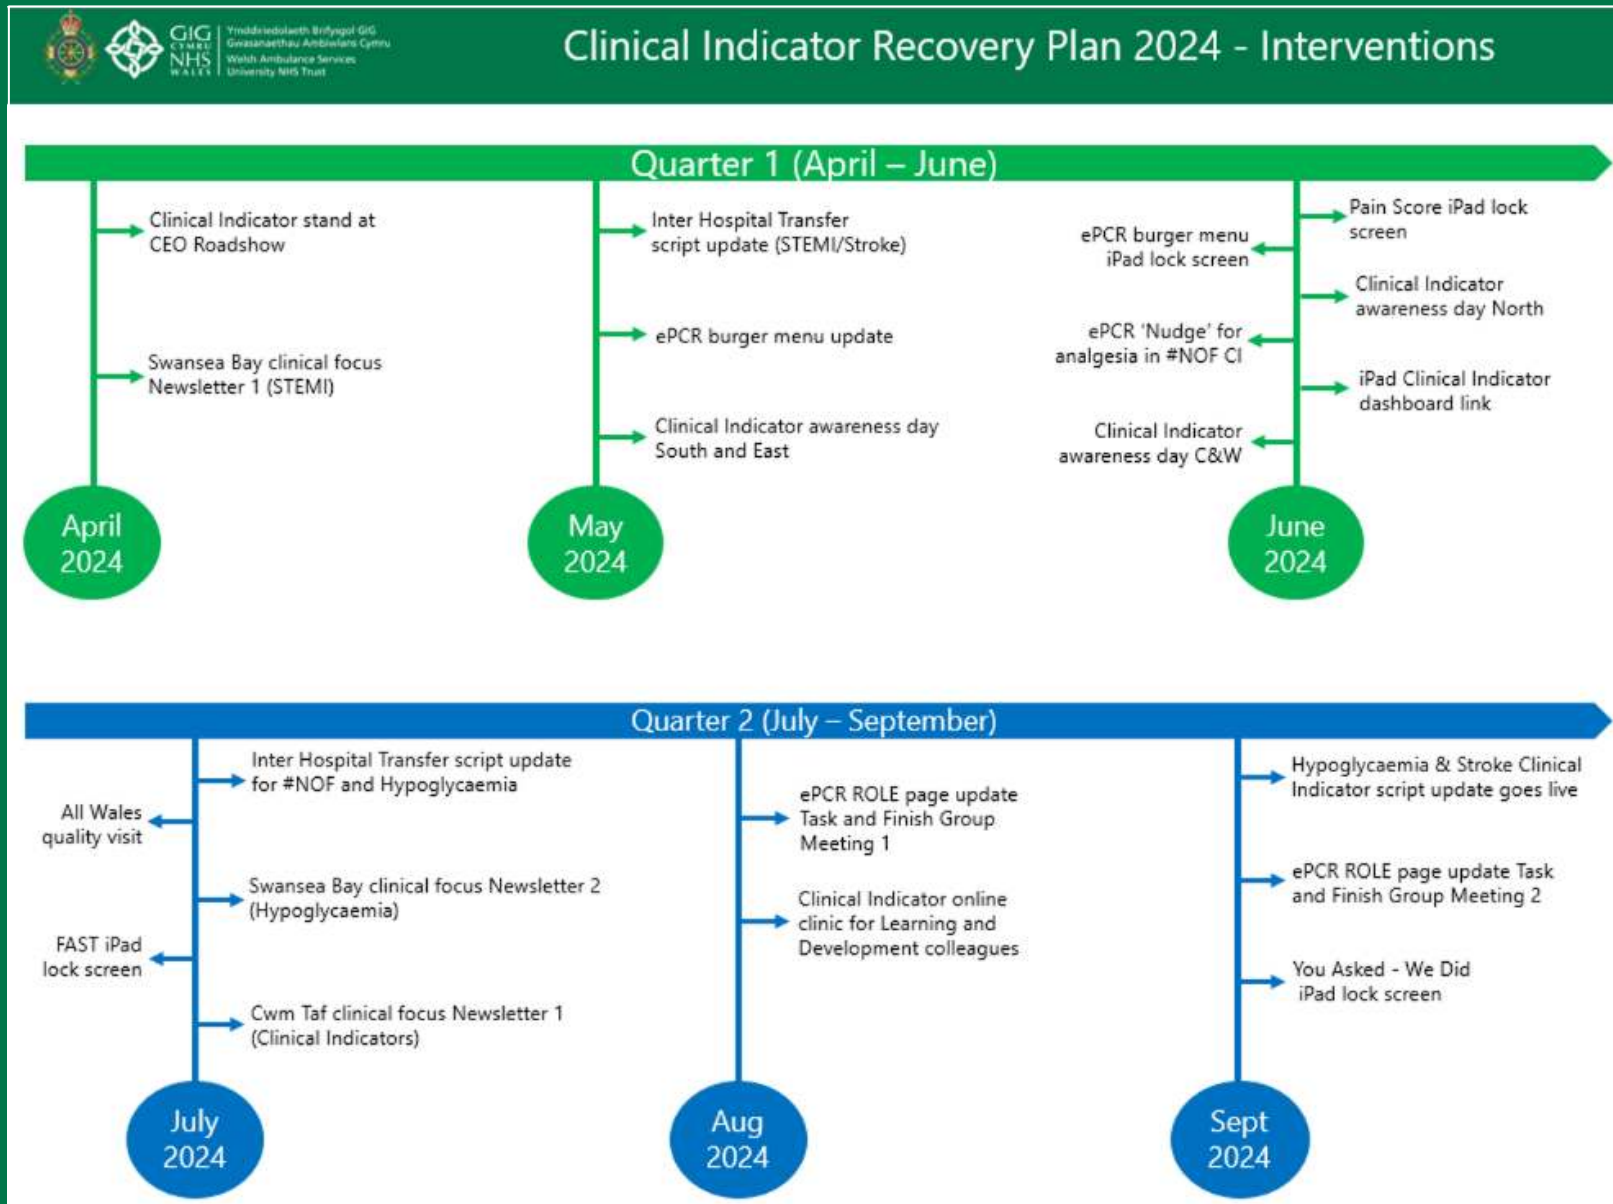 GIG
CYMRU
NHS
WALES
Ymddiriedolaeth Brifysgol GIG
Gwasanaethau Ambiwlans Cymru
Welsh Ambulance Services
University NHS Trust
Clinical Indicator Recovery Plan 2024 - Interventions
Quarter 1 (April – June)
Clinical Indicator stand at
CEO Roadshow
Swansea Bay clinical focus
Newsletter 1 (STEMI)
April
2024
Inter Hospital Transfer
script update (STEMI/Stroke)
ePCR burger menu update
Clinical Indicator awareness day
South and East
May
2024
Pain Score iPad lock
screen
ePCR burger menu
iPad lock screen
Clinical Indicator
awareness day North
ePCR 'Nudge' for
analgesia in #NOF CI
iPad Clinical Indicator
dashboard link
Clinical Indicator
awareness day C&W
June
2024
Quarter 2 (July – September)
Inter Hospital Transfer script update
for #NOF and Hypoglycaemia
All Wales
quality visit
Swansea Bay clinical focus Newsletter 2
(Hypoglycaemia)
FAST iPad
lock screen
Cwm Taf clinical focus Newsletter 1
(Clinical Indicators)
July
2024
ePCR ROLE page update
Task and Finish Group
Meeting 1
Clinical Indicator online
clinic for Learning and
Development colleagues
Aug
2024
Hypoglycaemia & Stroke Clinical
Indicator script update goes live
ePCR ROLE page update Task
and Finish Group Meeting 2
You Asked - We Did
iPad lock screen
Sept
2024